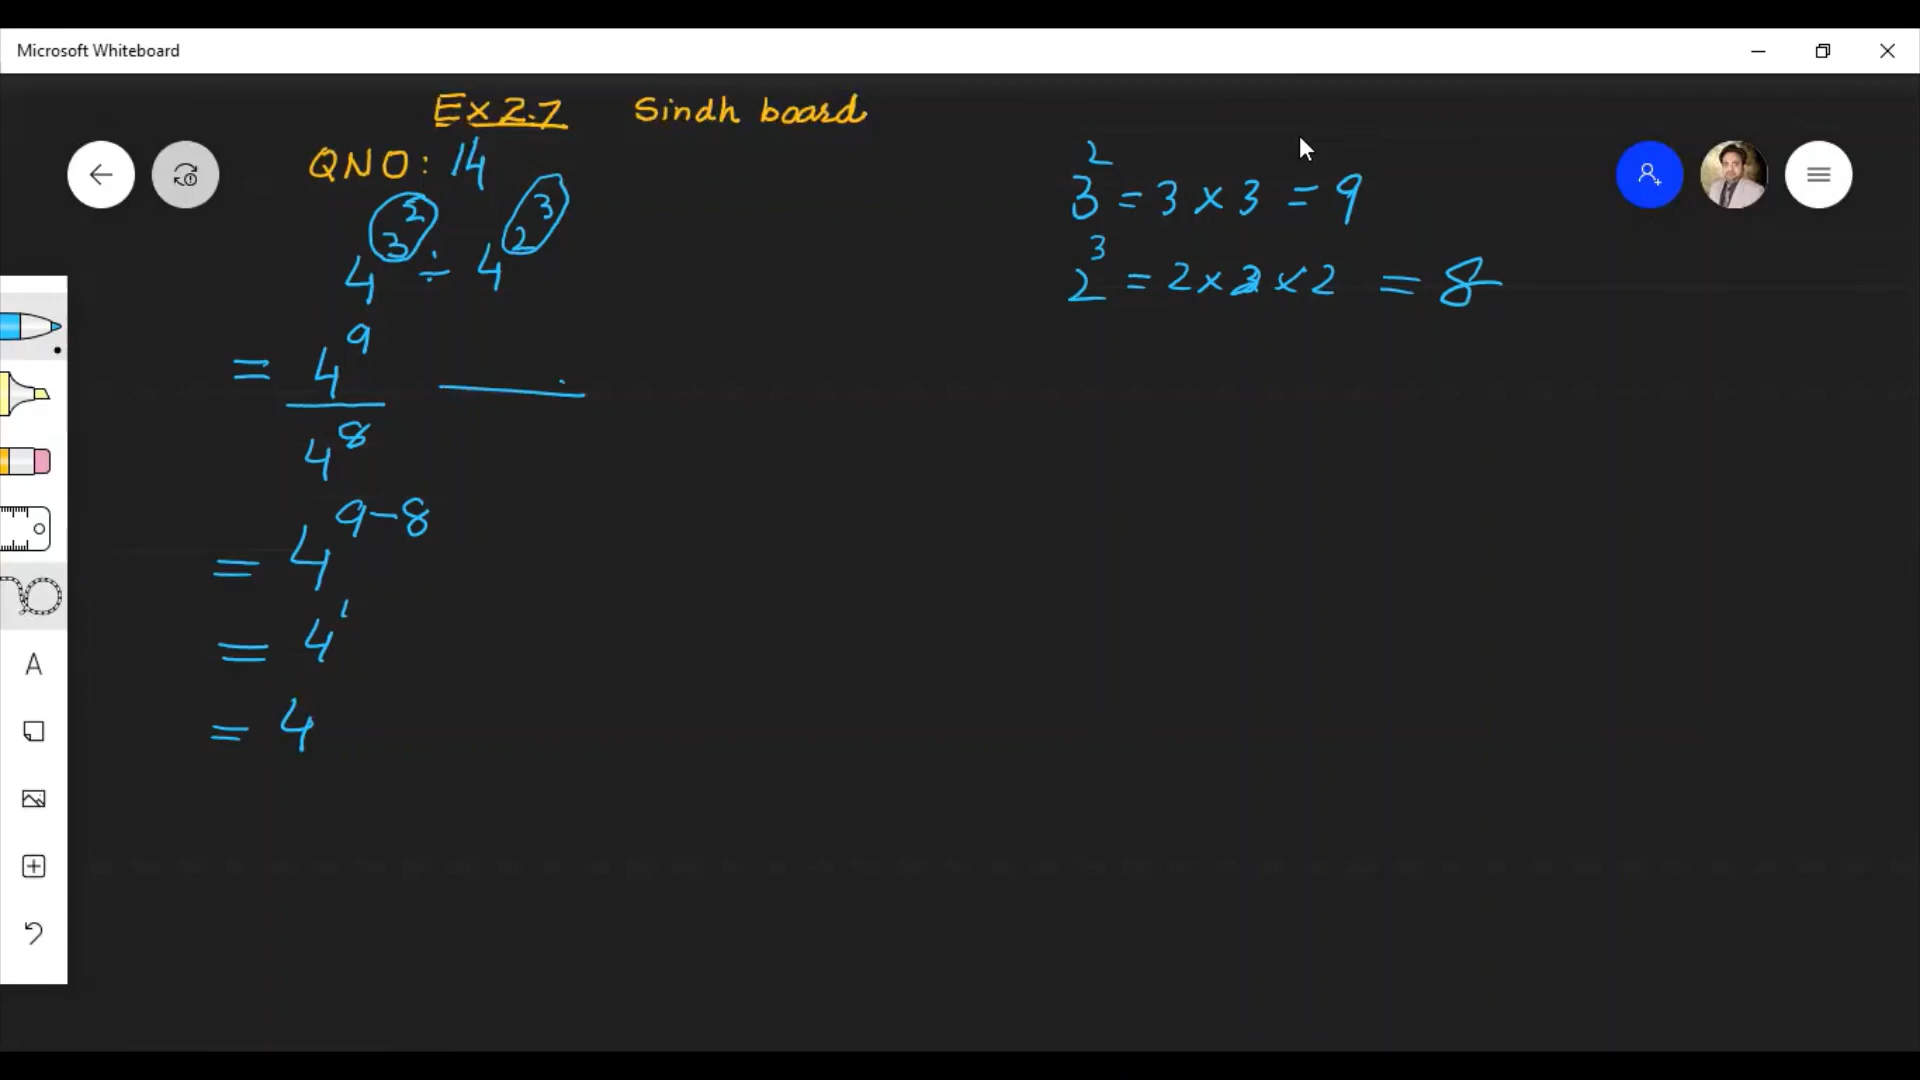 Microsoft Whiteboard
Ex 2.7 Sindh board
QNO: 14
4^3^2 ÷ 4^2^3
= 4^9 / 4^8
= 4^9-8
= 4^1
= 4
3^2 = 3 × 3 = 9
2^3 = 2 × 2 × 2 = 8
A